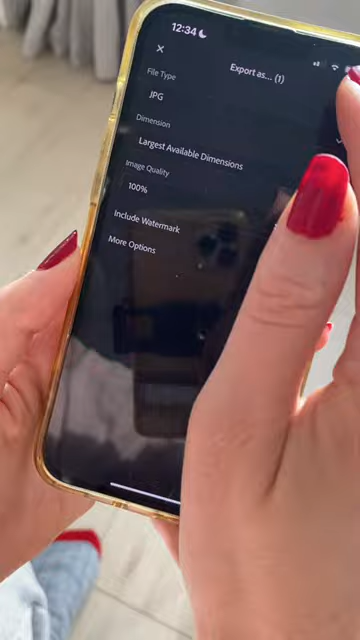 12:34
Export as... (1)
File Type
JPG
Dimension
Largest Available Dimensions
Image Quality
100%
Include Watermark
More Options